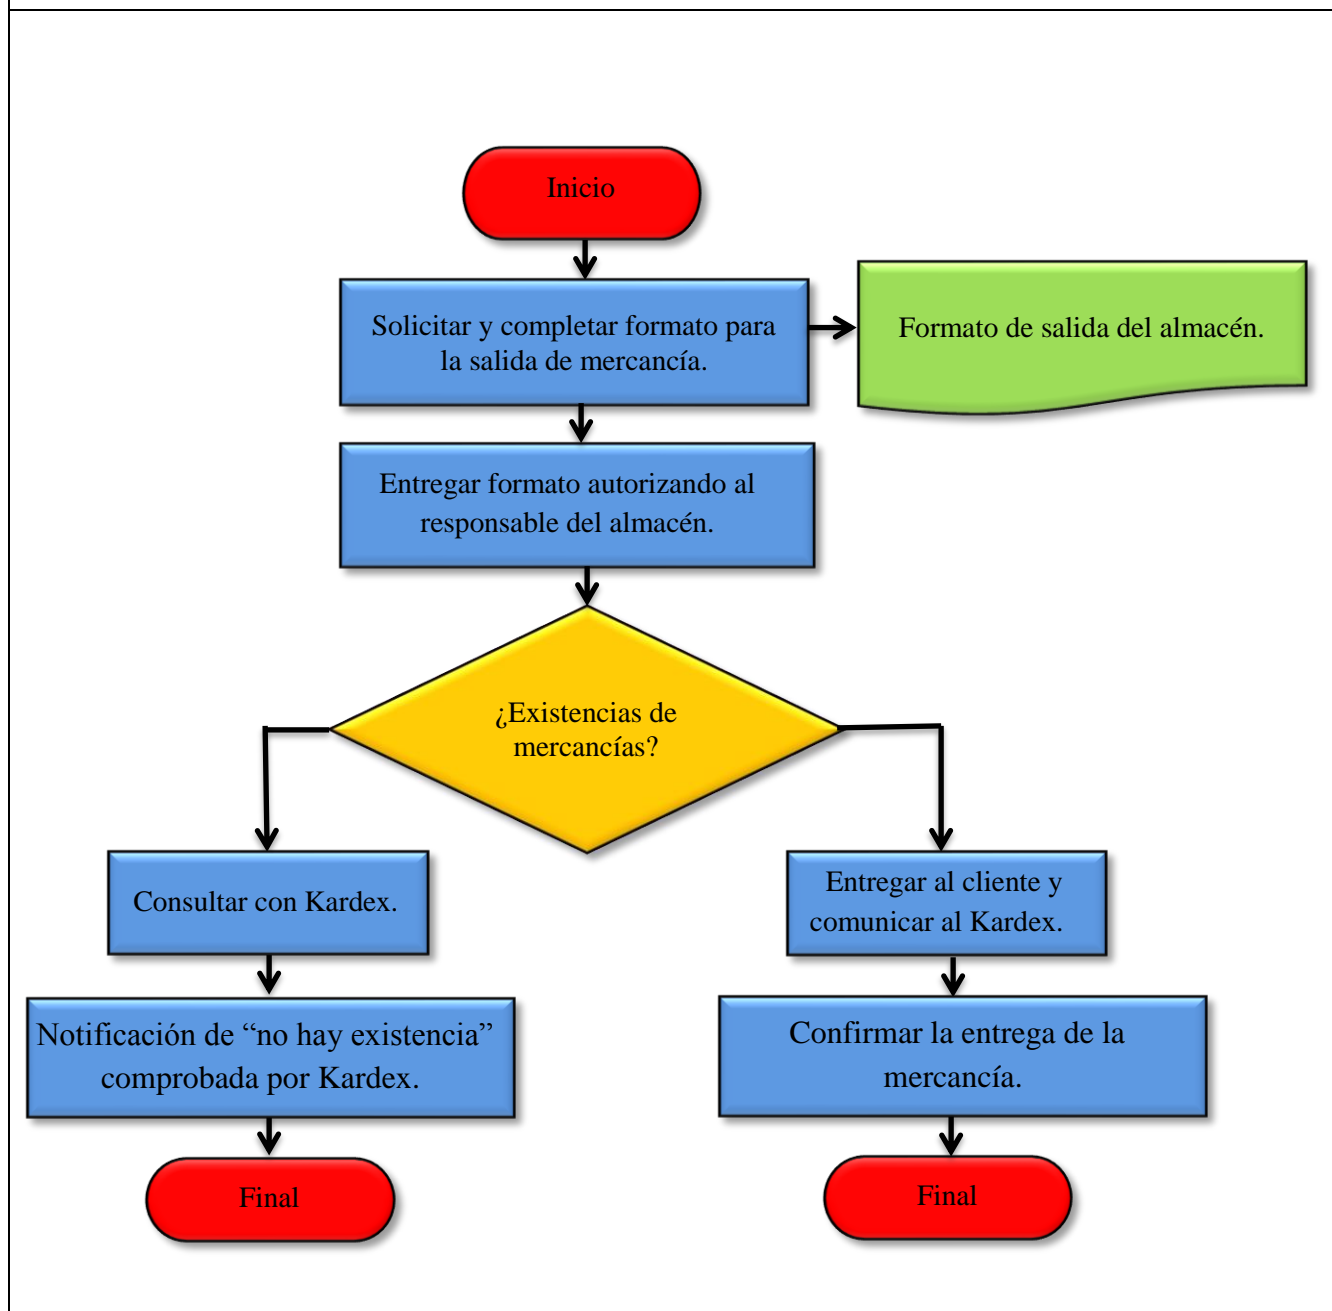 Inicio
Solicitar y completar formato para
la salida de mercancía.
Formato de salida del almacén.
Entregar formato autorizando al
responsable del almacén.
¿Existencias de
mercancías?
Consultar con Kardex.
Entregar al cliente y
comunicar al Kardex.
Notificación de “no hay existencia”
comprobada por Kardex.
Confirmar la entrega de la
mercancía.
Final
Final